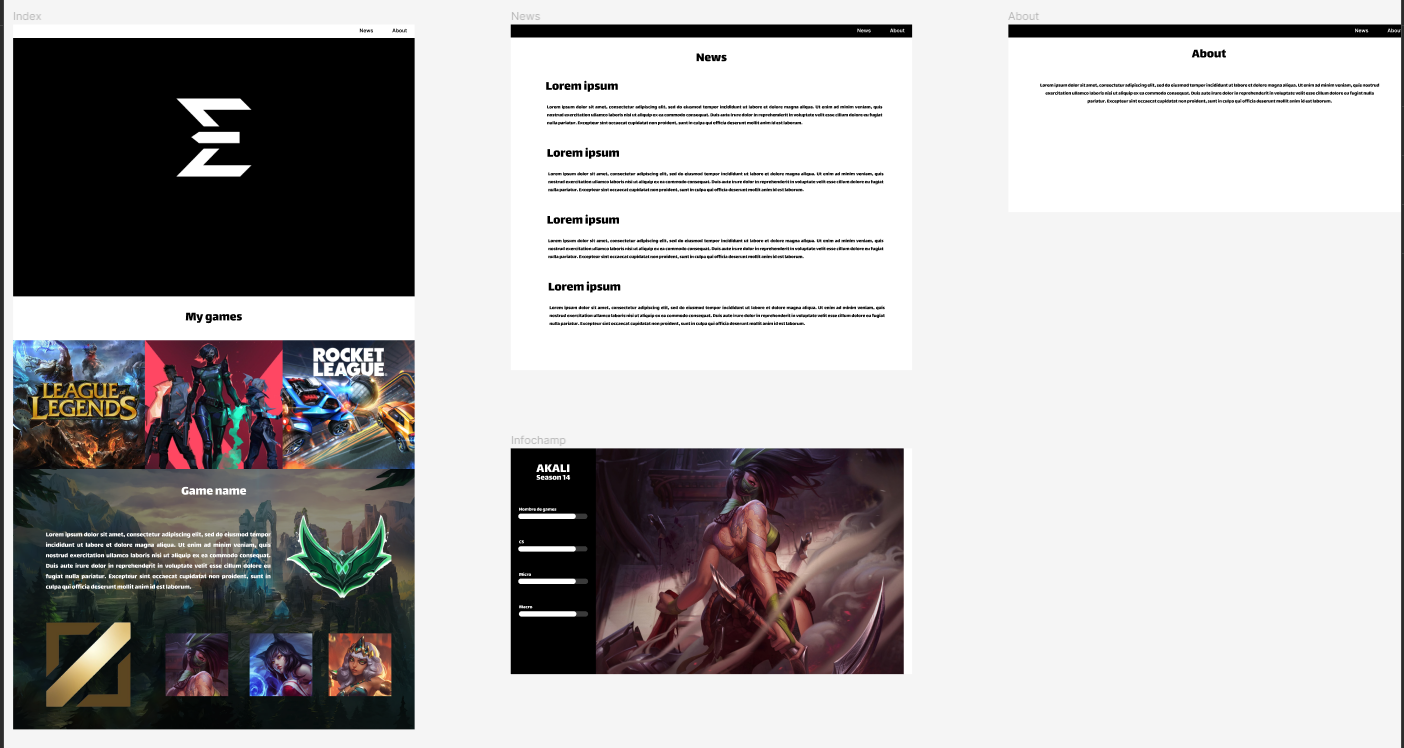 Index
News About
My games
LEAGUE of
LEGENDS
ROCKET
LEAGUE
Game name
Lorem ipsum dolor sit amet, consectetur adipiscing elit, sed do eiusmod tempor
incididunt ut labore et dolore magna aliqua. Ut enim ad minim veniam, quis
nostrud exercitation ullamco laboris nisi ut aliquip ex ea commodo consequat.
Duis aute irure dolor in reprehenderit in voluptate velit esse cillum dolore eu
fugiat nulla pariatur. Excepteur sint occaecat cupidatat non proident, sunt in
culpa qui officia deserunt mollit anim id est laborum.
News
News About
News
Lorem ipsum
Lorem ipsum dolor sit amet, consectetur adipiscing elit, sed do eiusmod tempor incididunt ut labore et dolore magna aliqua. Ut enim ad minim veniam, quis
nostrud exercitation ullamco laboris nisi ut aliquip ex ea commodo consequat. Duis aute irure dolor in reprehenderit in voluptate velit esse cillum dolore eu fugiat
nulla pariatur. Excepteur sint occaecat cupidatat non proident, sunt in culpa qui officia deserunt mollit anim id est laborum.
Lorem ipsum
Lorem ipsum dolor sit amet, consectetur adipiscing elit, sed do eiusmod tempor incididunt ut labore et dolore magna aliqua. Ut enim ad minim veniam, quis
nostrud exercitation ullamco laboris nisi ut aliquip ex ea commodo consequat. Duis aute irure dolor in reprehenderit in voluptate velit esse cillum dolore eu fugiat
nulla pariatur. Excepteur sint occaecat cupidatat non proident, sunt in culpa qui officia deserunt mollit anim id est laborum.
Lorem ipsum
Lorem ipsum dolor sit amet, consectetur adipiscing elit, sed do eiusmod tempor incididunt ut labore et dolore magna aliqua. Ut enim ad minim veniam, quis
nostrud exercitation ullamco laboris nisi ut aliquip ex ea commodo consequat. Duis aute irure dolor in reprehenderit in voluptate velit esse cillum dolore eu fugiat
nulla pariatur. Excepteur sint occaecat cupidatat non proident, sunt in culpa qui officia deserunt mollit anim id est laborum.
Lorem ipsum
Lorem ipsum dolor sit amet, consectetur adipiscing elit, sed do eiusmod tempor incididunt ut labore et dolore magna aliqua. Ut enim ad minim veniam, quis
nostrud exercitation ullamco laboris nisi ut aliquip ex ea commodo consequat. Duis aute irure dolor in reprehenderit in voluptate velit esse cillum dolore eu fugiat
nulla pariatur. Excepteur sint occaecat cupidatat non proident, sunt in culpa qui officia deserunt mollit anim id est laborum.
Infochamp
AKALI
Season 14
Nombre de games
CS
Micro
Macro
About
News Abou
About
Lorem ipsum dolor sit amet, consectetur adipiscing elit, sed do eiusmod tempor incididunt ut labore et dolore magna aliqua. Ut enim ad minim veniam, quis nostrud
exercitation ullamco laboris nisi ut aliquip ex ea commodo consequat. Duis aute irure dolor in reprehenderit in voluptate velit esse cillum dolore eu fugiat nulla
pariatur. Excepteur sint occaecat cupidatat non proident, sunt in culpa qui officia deserunt mollit anim id est laborum.